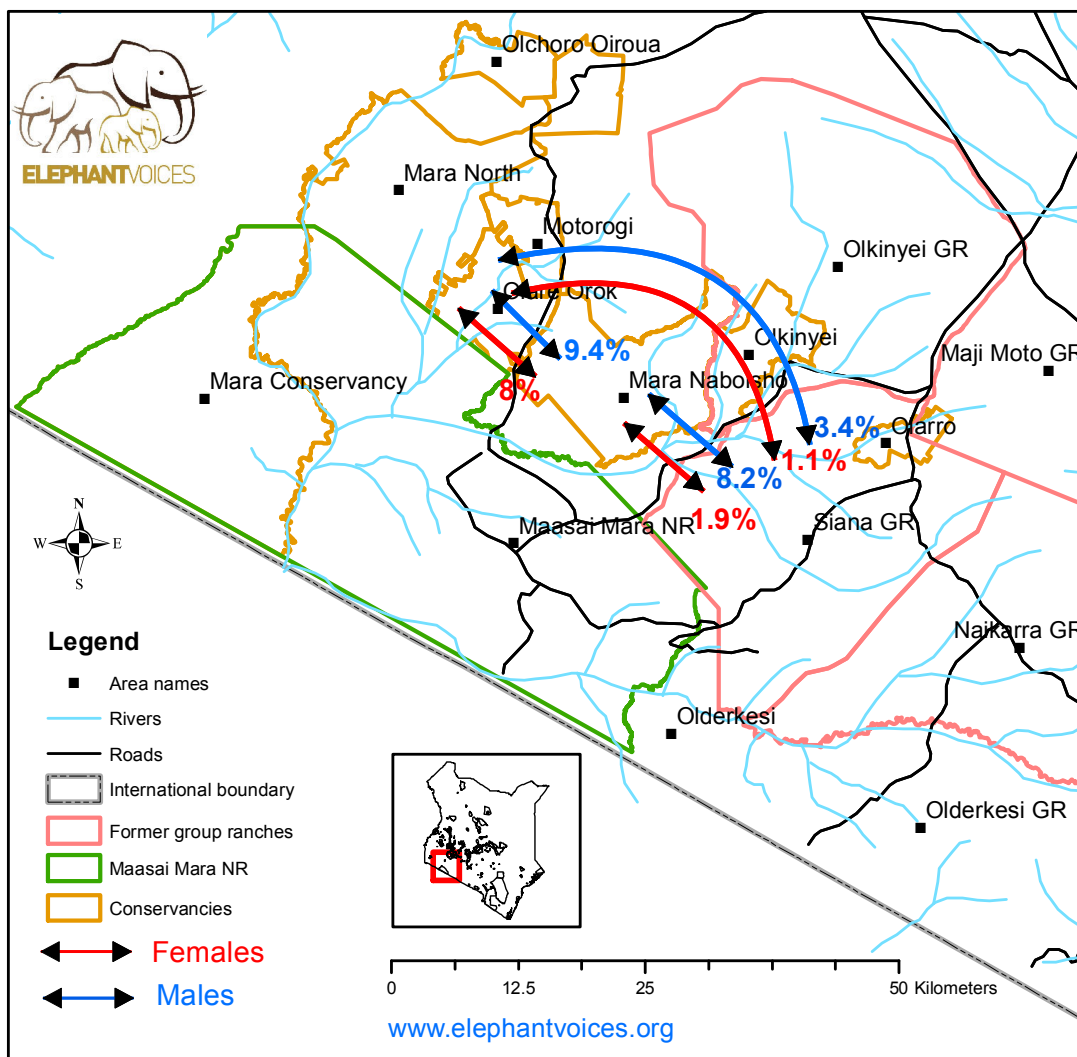 Olchoro Oiroua
ELEPHANTVOICES
Mara North
Motorogi
Olkinyei GR
Olare Orok
9.4%
Olkinyei
Maji Moto GR
8%
Mara Naboisho
Mara Conservancy
3.4%
Olarro
1.1%
8.2%
1.9%
Maasai Mara NR
Siana GR
N
W
E
S
Naikarra GR
Olderkesi
Olderkesi GR
Legend
Area names
Rivers
Roads
International boundary
Former group ranches
Maasai Mara NR
Conservancies
Females
Males
0
12.5
25
50 Kilometers
www.elephantvoices.org